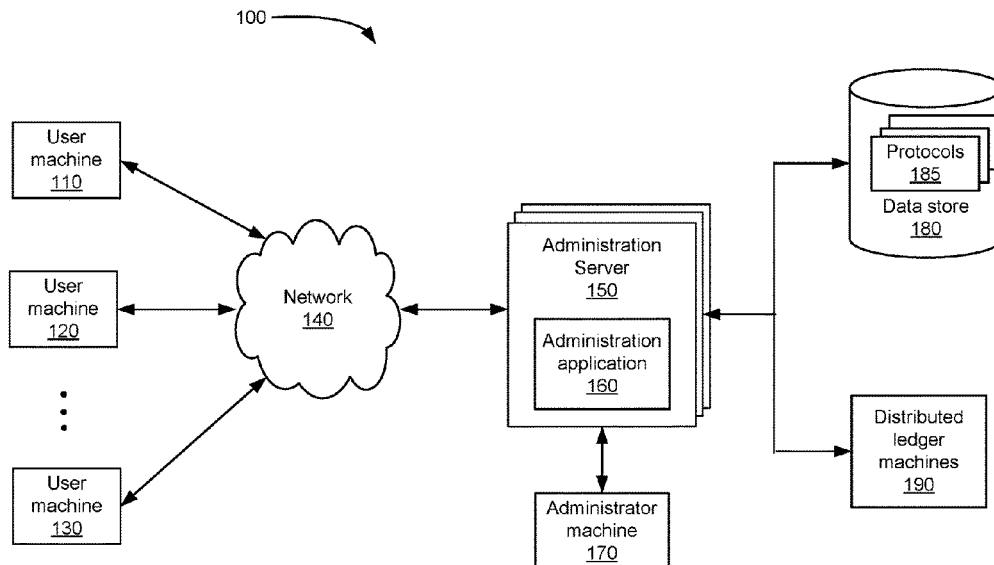 100
User
machine
110
User
machine
120
User
machine
130
Network
140
Administration
Server
150
Administration
application
160
Administrator
machine
170
Protocols
185
Data store
180
Distributed
ledger
machines
190